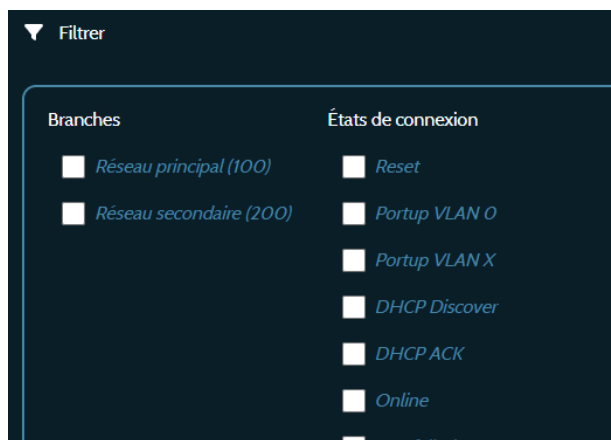 Filtrer
Branches
États de connexion
Réseau principal (100)
Reset
Réseau secondaire (200)
Portup VLAN 0
Portup VLAN X
DHCP Discover
DHCP ACK
Online